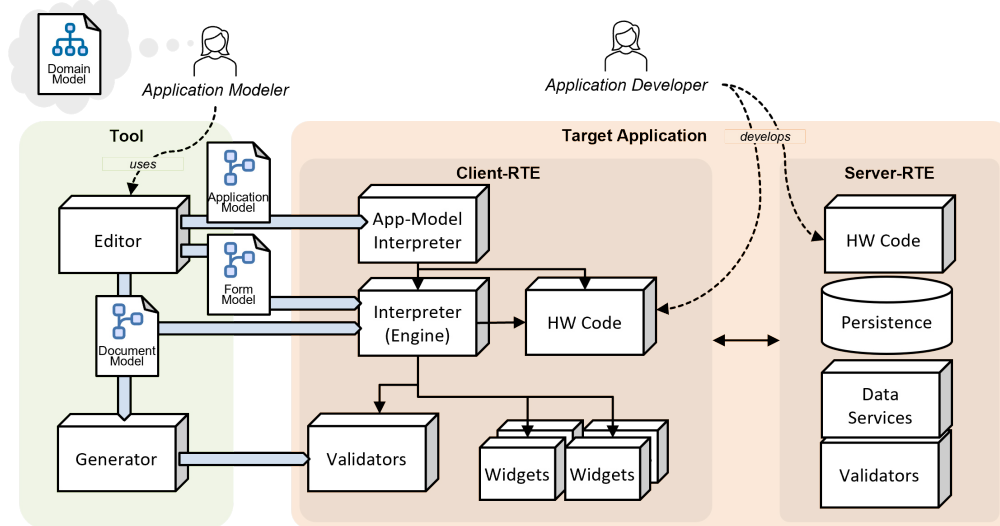 Domain
Model
Application Modeler
Application Developer
Tool
Target Application
develops
uses
Client-RTE
Server-RTE
Application
Model
Editor
App-Model
Interpreter
HW Code
Form
Model
Interpreter
(Engine)
HW Code
Persistence
Document
Model
Data
Services
Generator
Validators
Widgets
Widgets
Validators